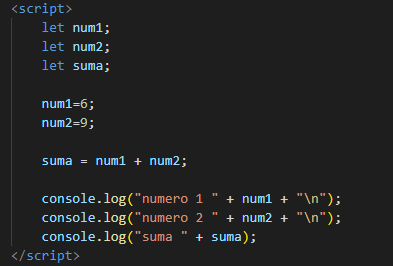 <script>
let num1;
let num2;
let suma;
num1=6;
num2=9;
suma = num1 + num2;
console.log("numero 1 " + num1 + "\n");
console.log("numero 2 " + num2 + "\n");
console.log("suma " + suma);
</script>